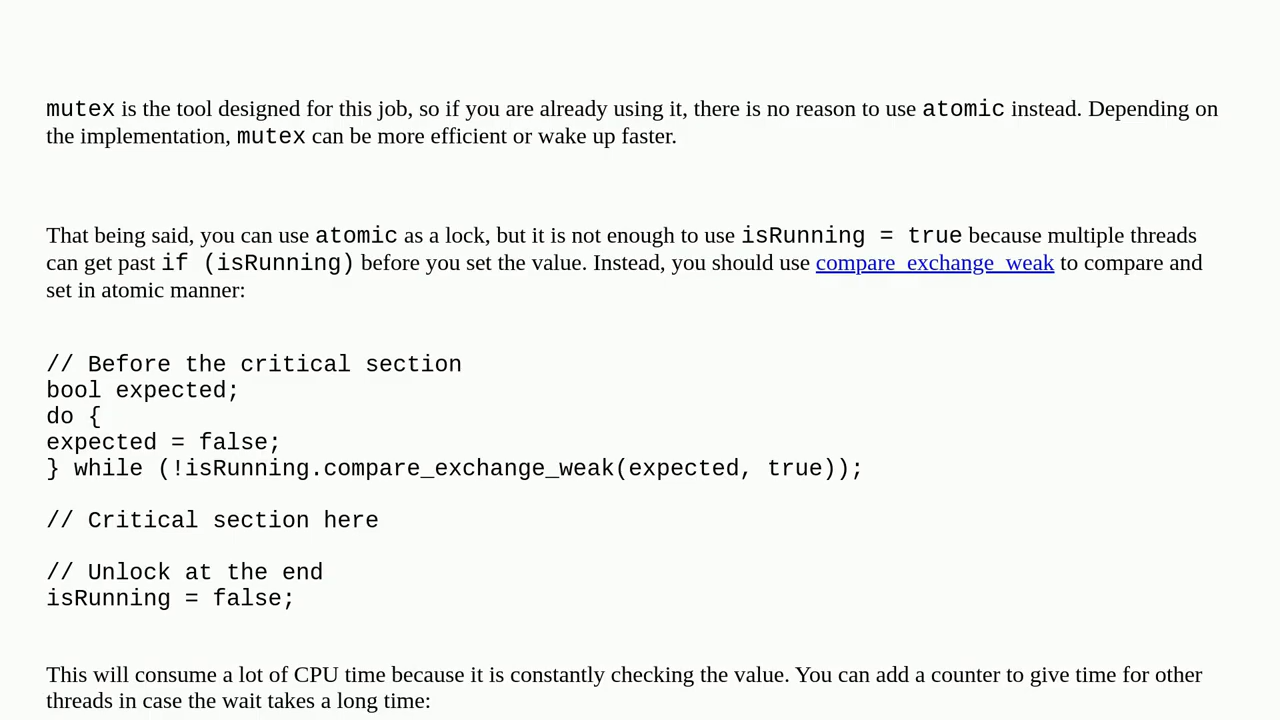 mutex is the tool designed for this job, so if you are already using it, there is no reason to use atomic instead. Depending on
the implementation, mutex can be more efficient or wake up faster.
That being said, you can use atomic as a lock, but it is not enough to use isRunning = true because multiple threads
can get past if (isRunning) before you set the value. Instead, you should use compare_exchange_weak to compare and
set in atomic manner:
// Before the critical section
bool expected;
do {
expected = false;
} while (!isRunning.compare_exchange_weak(expected, true));
// Critical section here
// Unlock at the end
isRunning = false;
This will consume a lot of CPU time because it is constantly checking the value. You can add a counter to give time for other
threads in case the wait takes a long time: